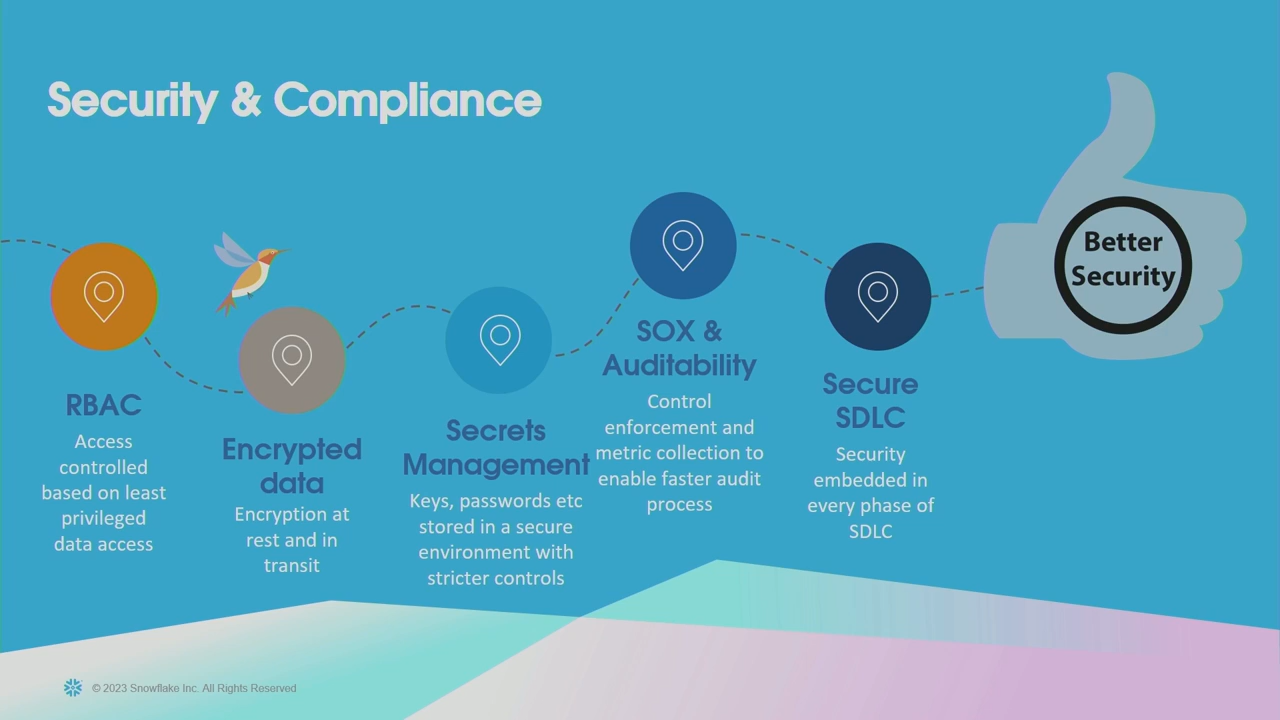 Security & Compliance
Better
Security
RBAC
Access
controlled
based on least
privileged
data access
Encrypted
data
Encryption at
rest and in
transit
Secrets
Management
Keys, passwords etc
stored in a secure
environment with
stricter controls
SOX &
Auditability
Control
enforcement and
metric collection to
enable faster audit
process
Secure
SDLC
Security
embedded in
every phase of
SDLC
© 2023 Snowflake Inc. All Rights Reserved